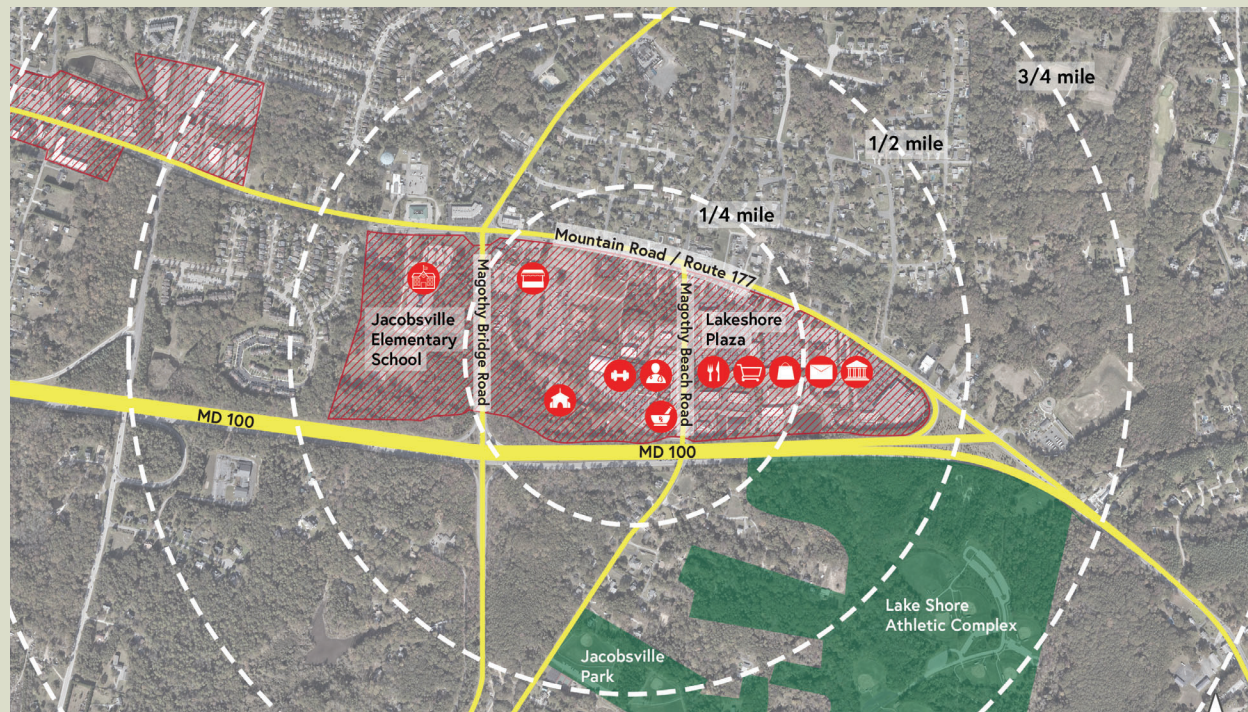 3/4 mile
1/2 mile
1/4 mile
Mountain Road / Route 177
Magothy Bridge Road
Jacobsville
Elementary
School
Magothy Beach Road
Lakeshore
Plaza
MD 100
MD 100
Lake Shore
Athletic Complex
Jacobsville
Park